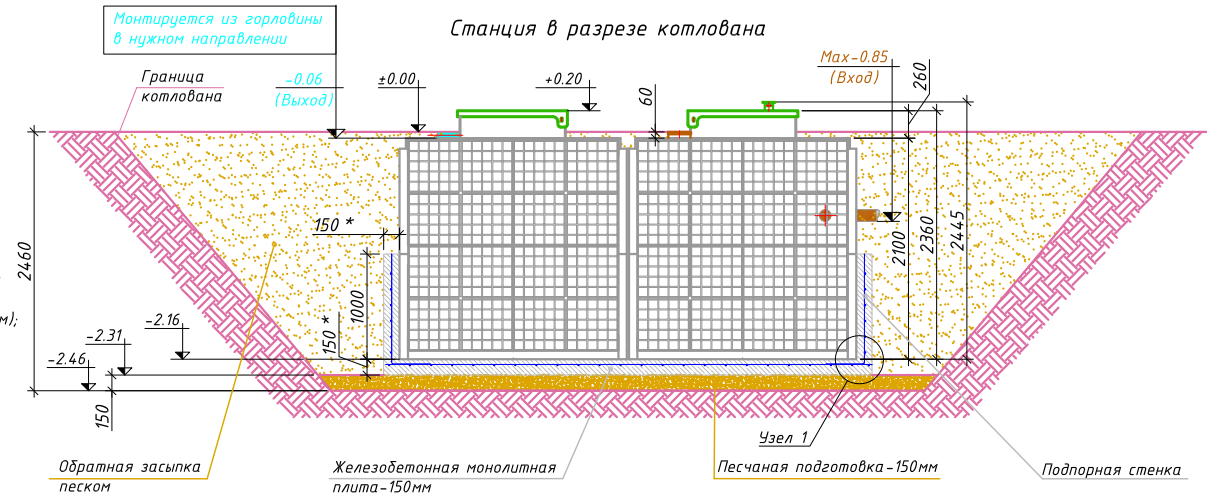 Монтируется из горловины
в нужном направлении
Станция в разрезе котлована
Граница
котлована
-0.06
(Выход)
±0.00
+0.20
60
Max-0.85
(Вход)
260
150 *
2460
1000
150 *
2100
2360
2445
м);
-2.16
-2.31
-2.46
150
Узел 1
Обратная засыпка
песком
Железобетонная монолитная
плита-150мм
Песчаная подготовка-150мм
Подпорная стенка